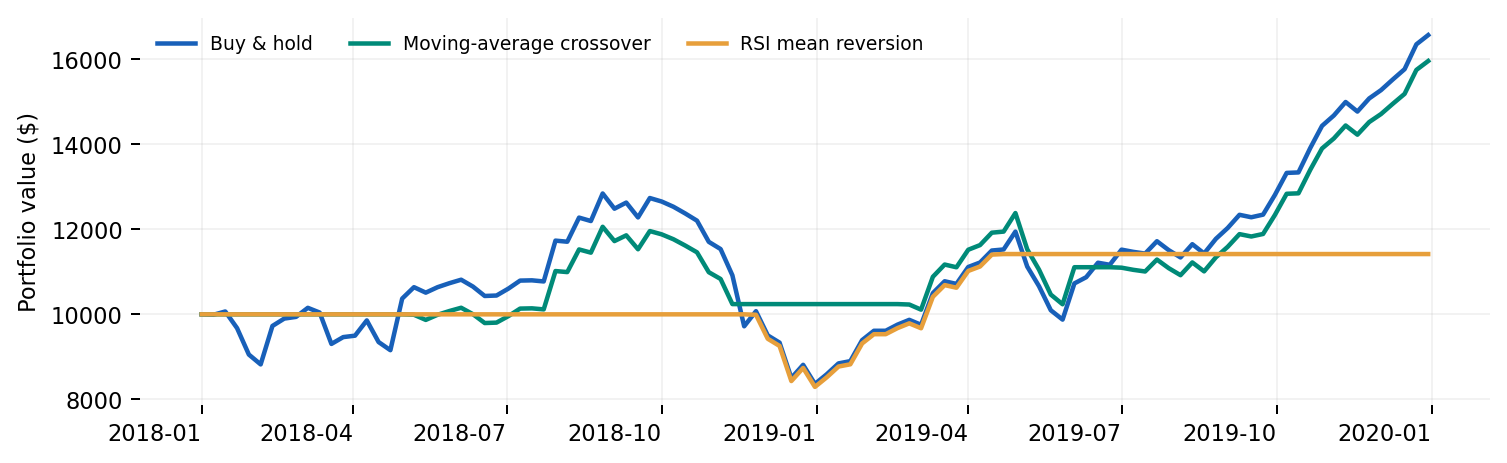 Buy & hold Moving-average crossover RSI mean reversion
Portfolio value ($)
16000
14000
12000
10000
8000
2018-01 2018-04 2018-07 2018-10 2019-01 2019-04 2019-07 2019-10 2020-01